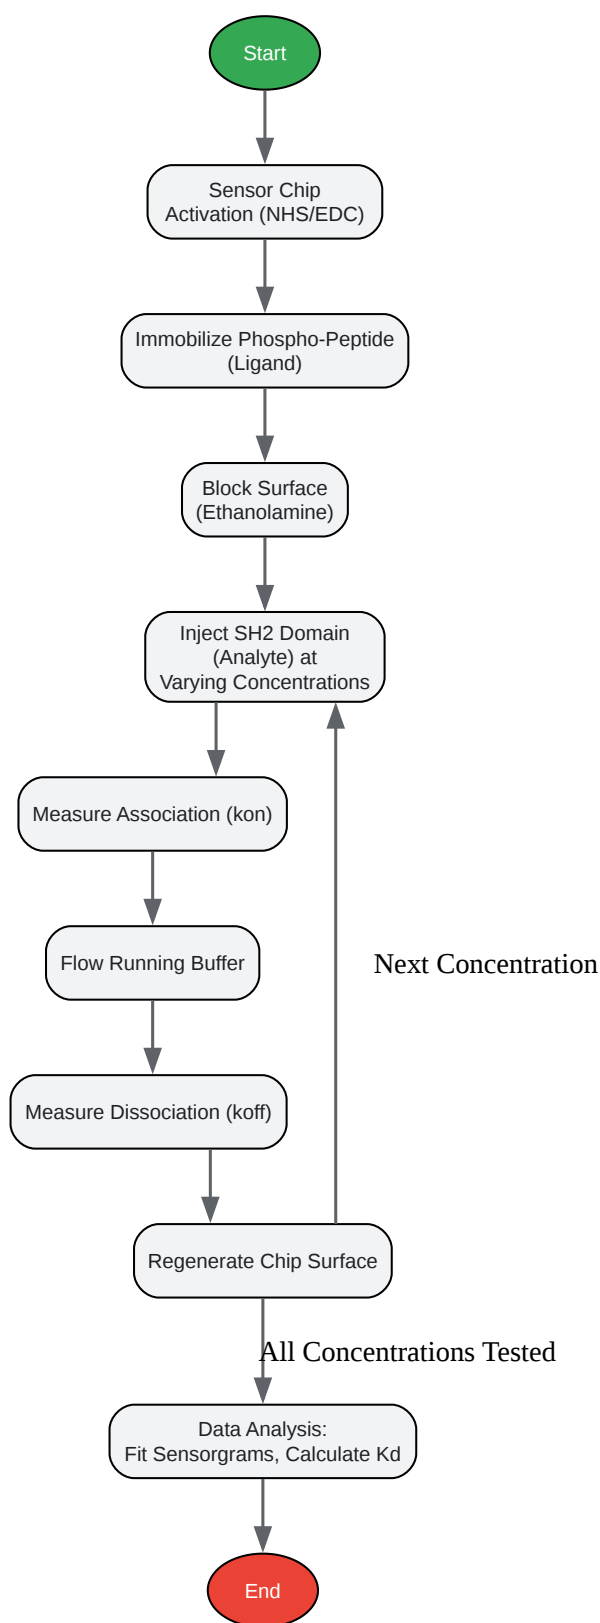 Start
Sensor Chip
Activation (NHS/EDC)
Immobilize Phospho-Peptide
(Ligand)
Block Surface
(Ethanolamine)
Inject SH2 Domain
(Analyte) at
Varying Concentrations
Measure Association (kon)
Flow Running Buffer
Next Concentration
Measure Dissociation (koff)
Regenerate Chip Surface
All Concentrations Tested
Data Analysis:
Fit Sensorgrams, Calculate Kd
End